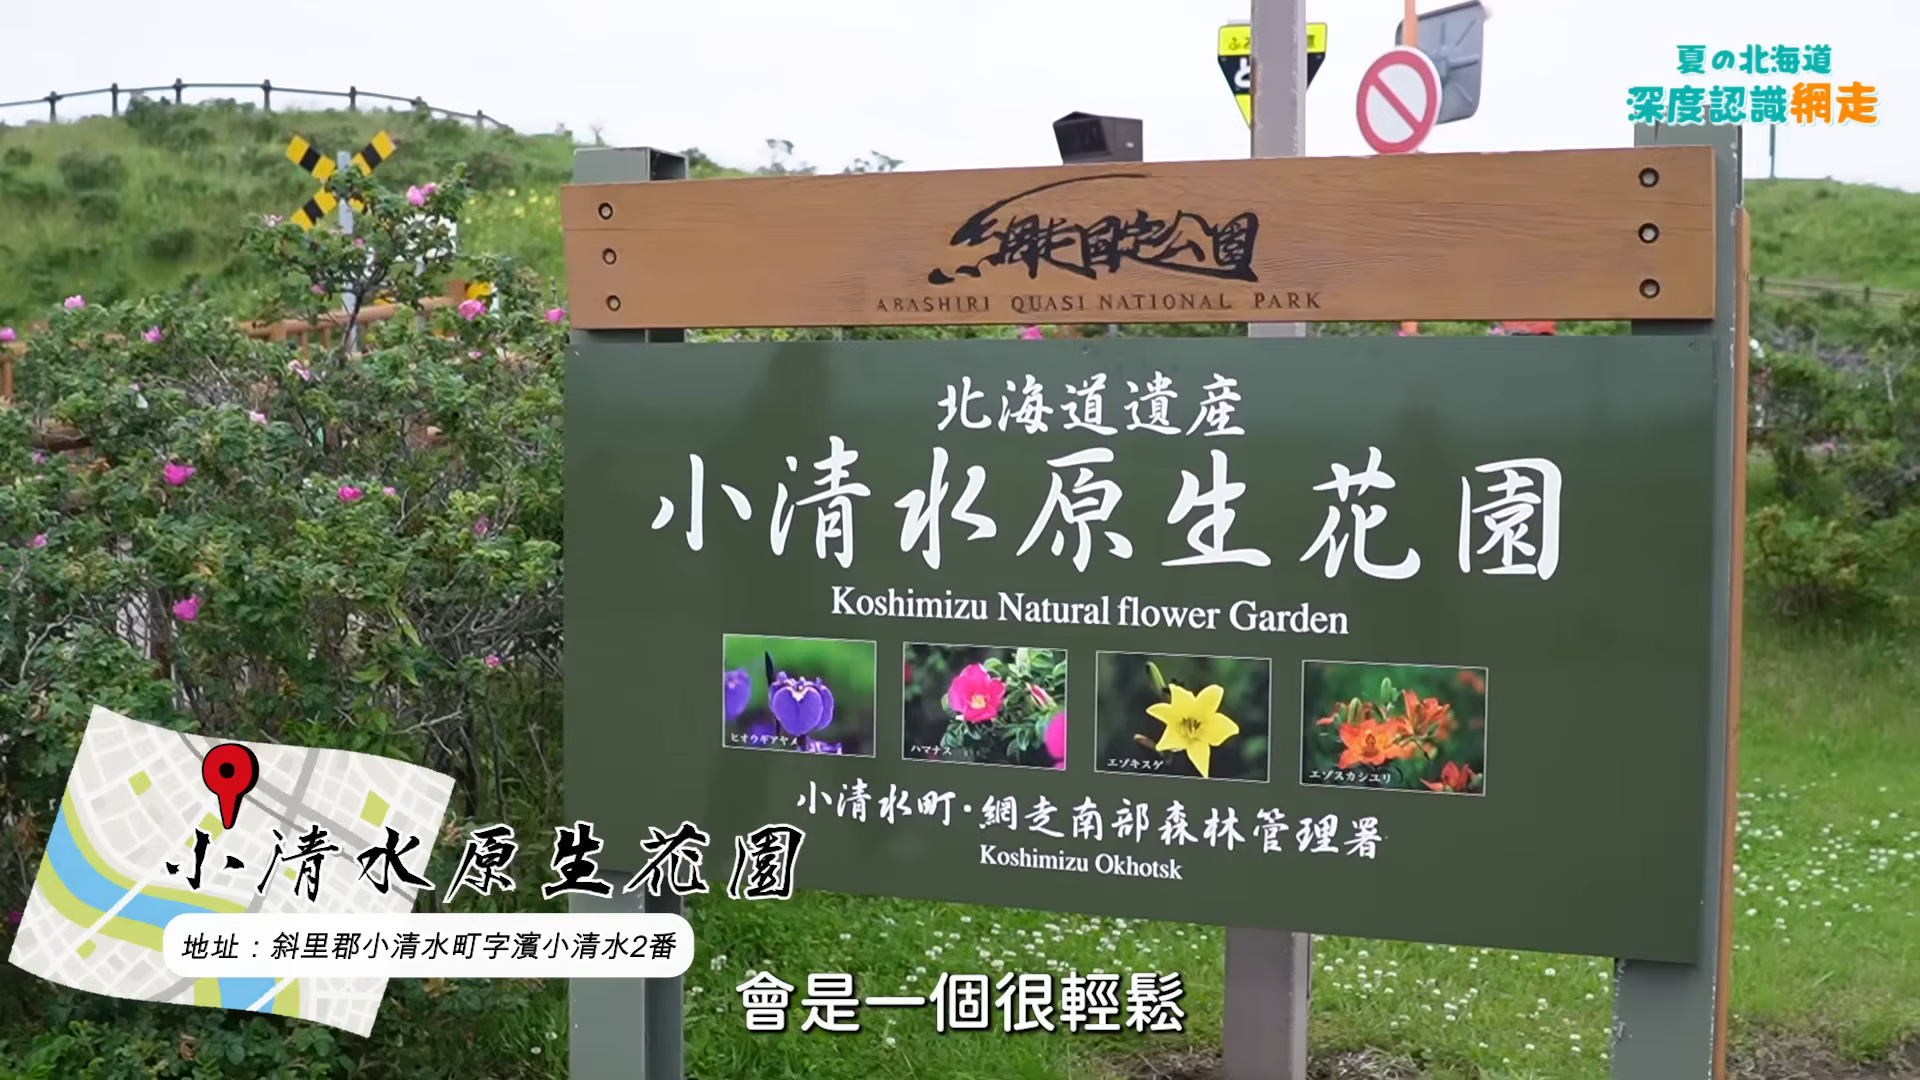 夏の北海道
深度認識網走
網走国定公園
ABASHIRI QUASI NATIONAL PARK
北海道遺産
小清水原生花園
Koshimizu Natural flower Garden
ヒオウギアヤメ
ハマナス
エゾキスゲ
エゾスカシユリ
小清水町・網走南部森林管理署
Koshimizu Okhotsk
小清水原生花園
地址：斜里郡小清水町字濱小清水2番
會是一個很輕鬆